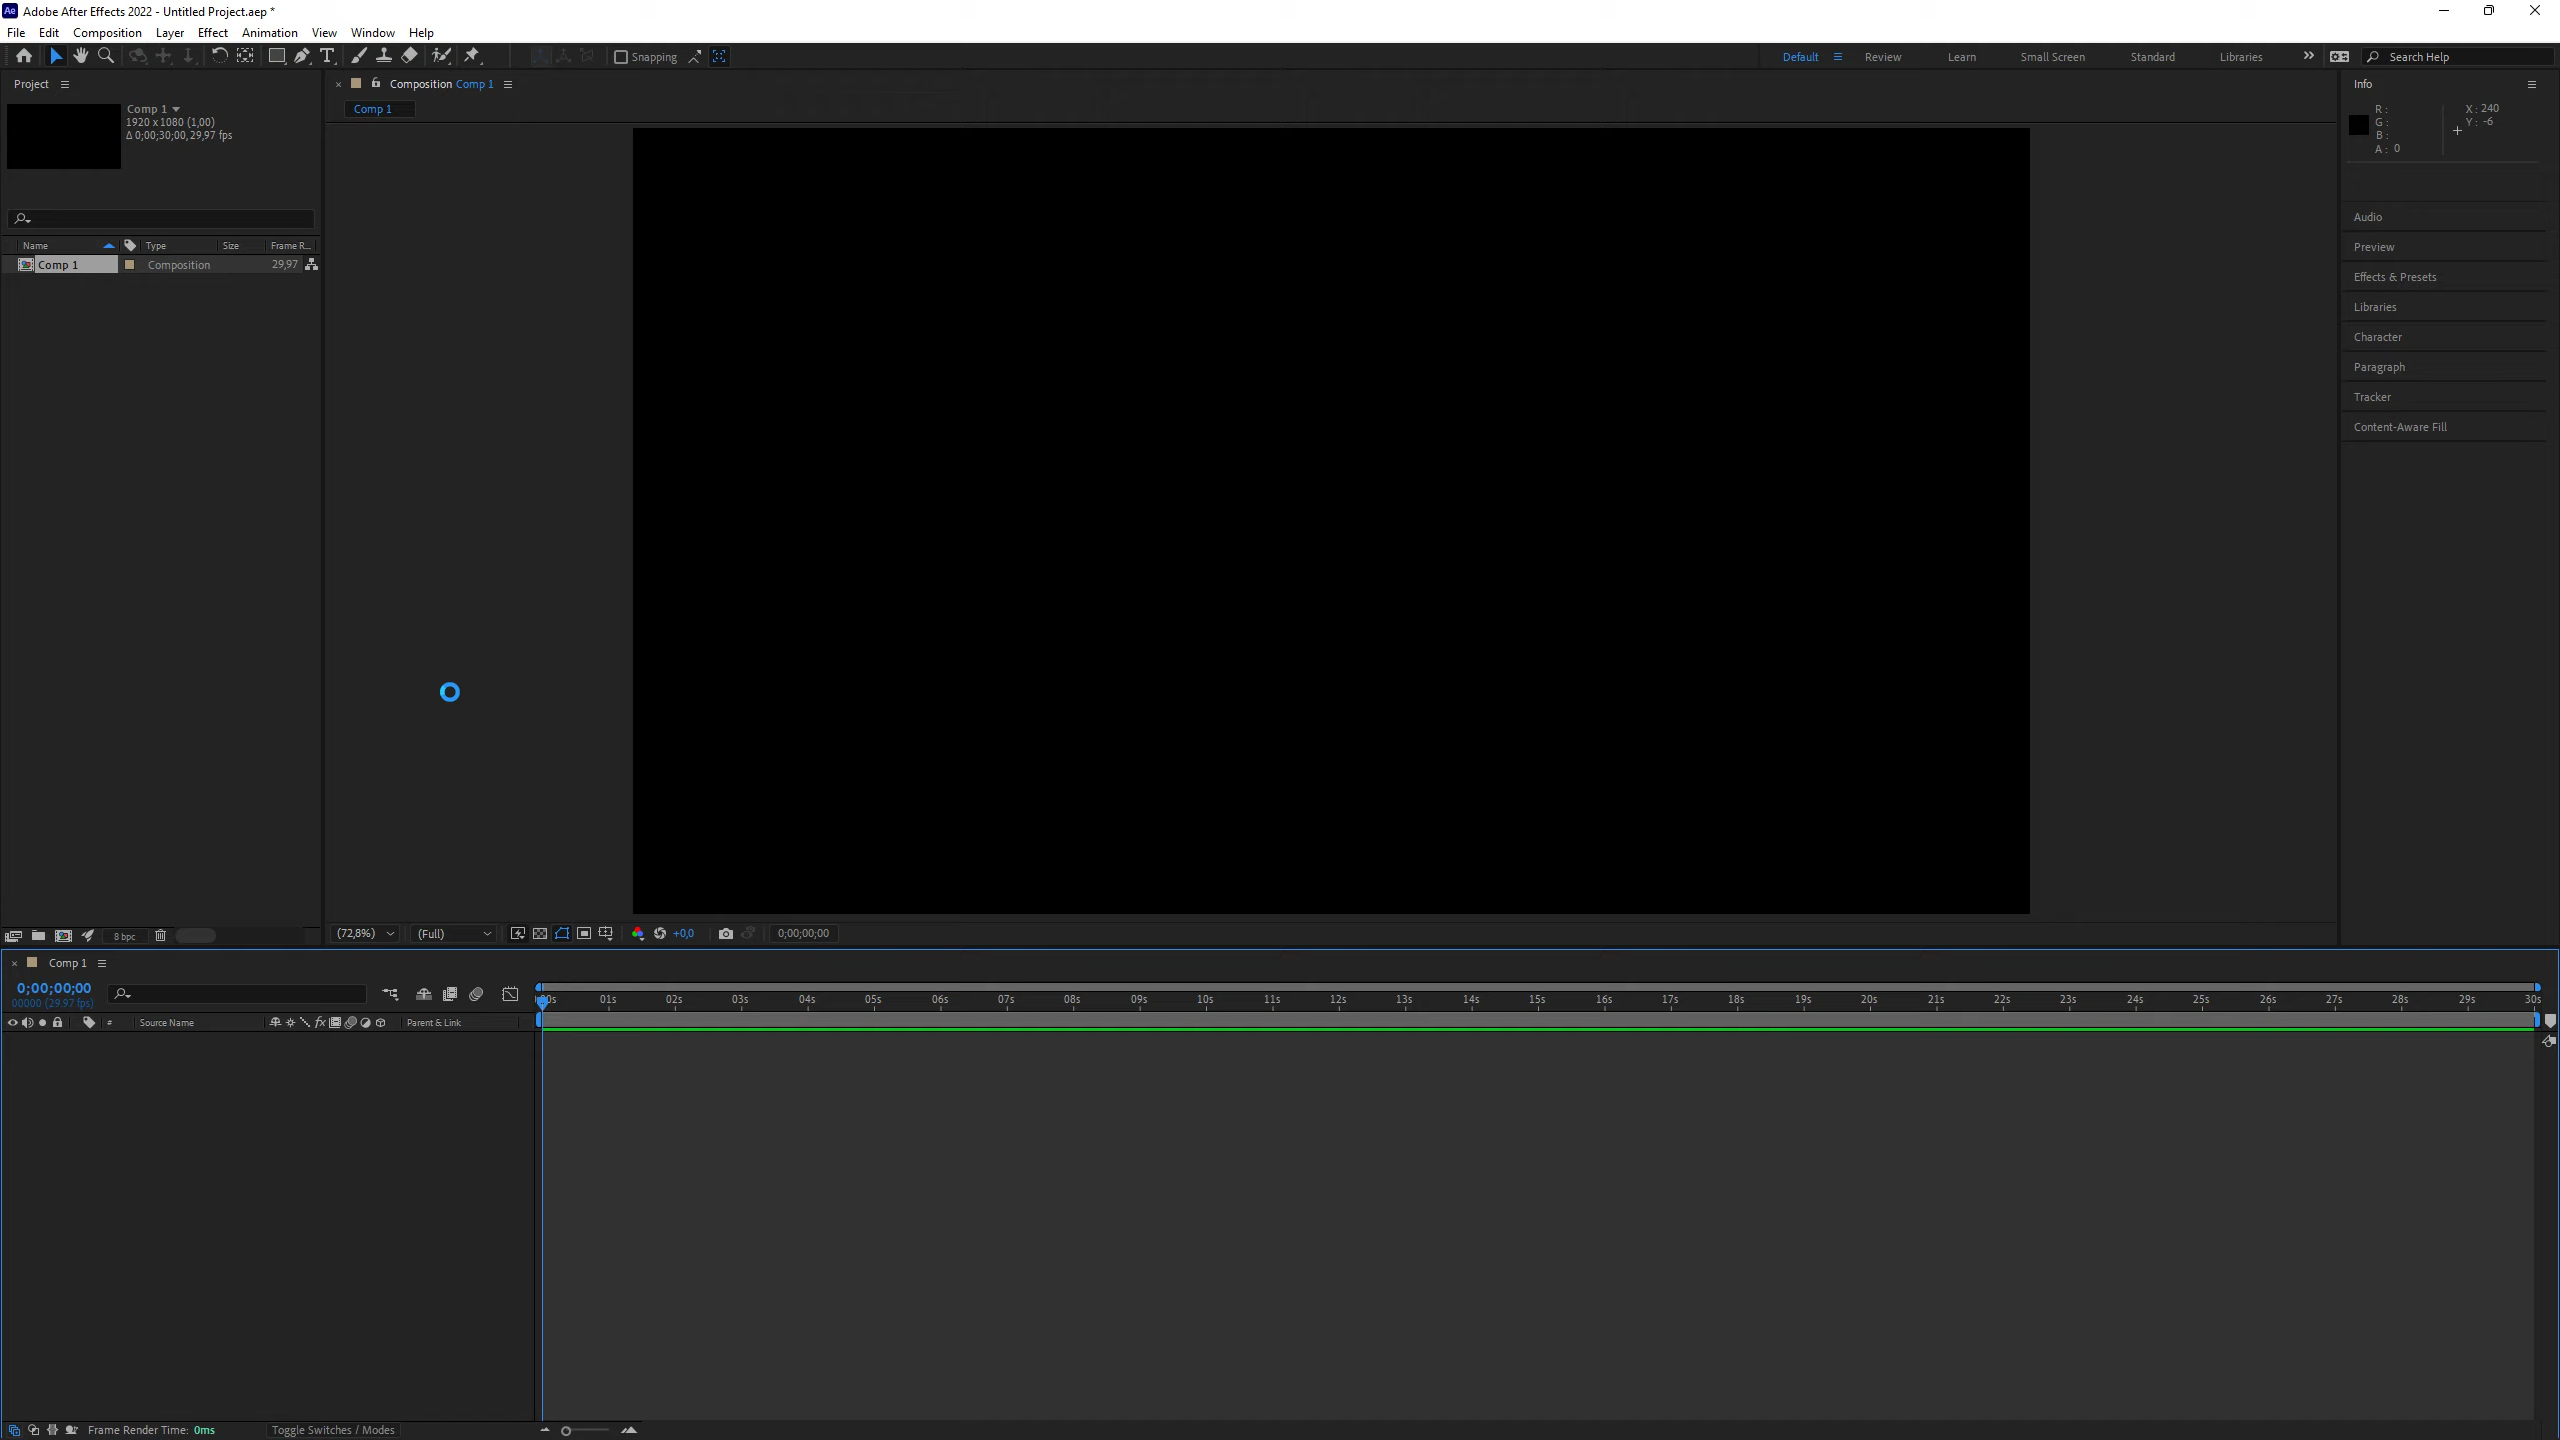 Ae Adobe After Effects 2022 - Untitled Project.aep *
File Edit Composition Layer Effect Animation View Window Help
Snapping
Default Review Learn Small Screen Standard Libraries Search Help
Project
Composition Comp 1
Info
Comp 1
1920 x 1080 (1,00)
Δ 0;00;30;00, 29,97 fps
Comp 1
R :
G :
B :
A : 0
X : 240
Y : -6
Name Type Size Frame R...
Comp 1 Composition 29,97
Audio
Preview
Effects & Presets
Libraries
Character
Paragraph
Tracker
Content-Aware Fill
8 bpc
(72,8%) (Full) +0,0 0;00;00;00
Comp 1
0;00;00;00
00000 (29.97 fps)
01s 02s 03s 04s 05s 06s 07s 08s 09s 10s 11s 12s 13s 14s 15s 16s 17s 18s 19s 20s 21s 22s 23s 24s 25s 26s 27s 28s 29s 30s
# Source Name fx Parent & Link
Frame Render Time: 0ms Toggle Switches / Modes